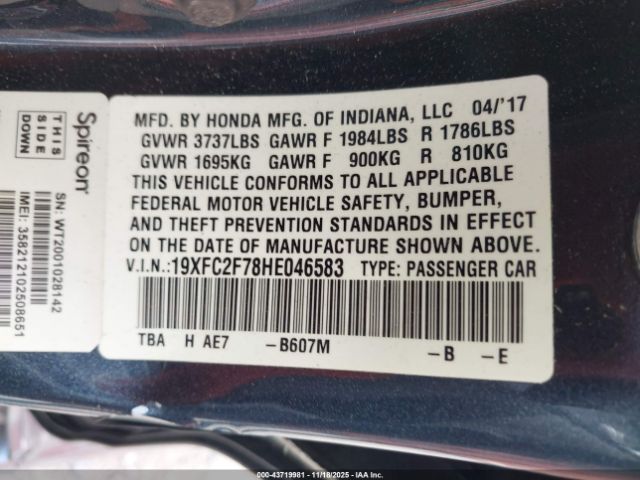 MFD. BY HONDA MFG. OF INDIANA, LLC 04/'17
GVWR 3737LBS GAWR F 1984LBS R 1786LBS
GVWR 1695KG GAWR F 900KG R 810KG
THIS VEHICLE CONFORMS TO ALL APPLICABLE
FEDERAL MOTOR VEHICLE SAFETY, BUMPER,
AND THEFT PREVENTION STANDARDS IN EFFECT
ON THE DATE OF MANUFACTURE SHOWN ABOVE.
V.I.N.:19XFC2F78HE046583 TYPE: PASSENGER CAR
TBA H AE7 -B607M -B -E
Spireon®
THIS
SIDE
DOWN
SN: WT2001028142
IMEI: 358212102508651
000-43719981 - 11/18/2025 - IAA, Inc.